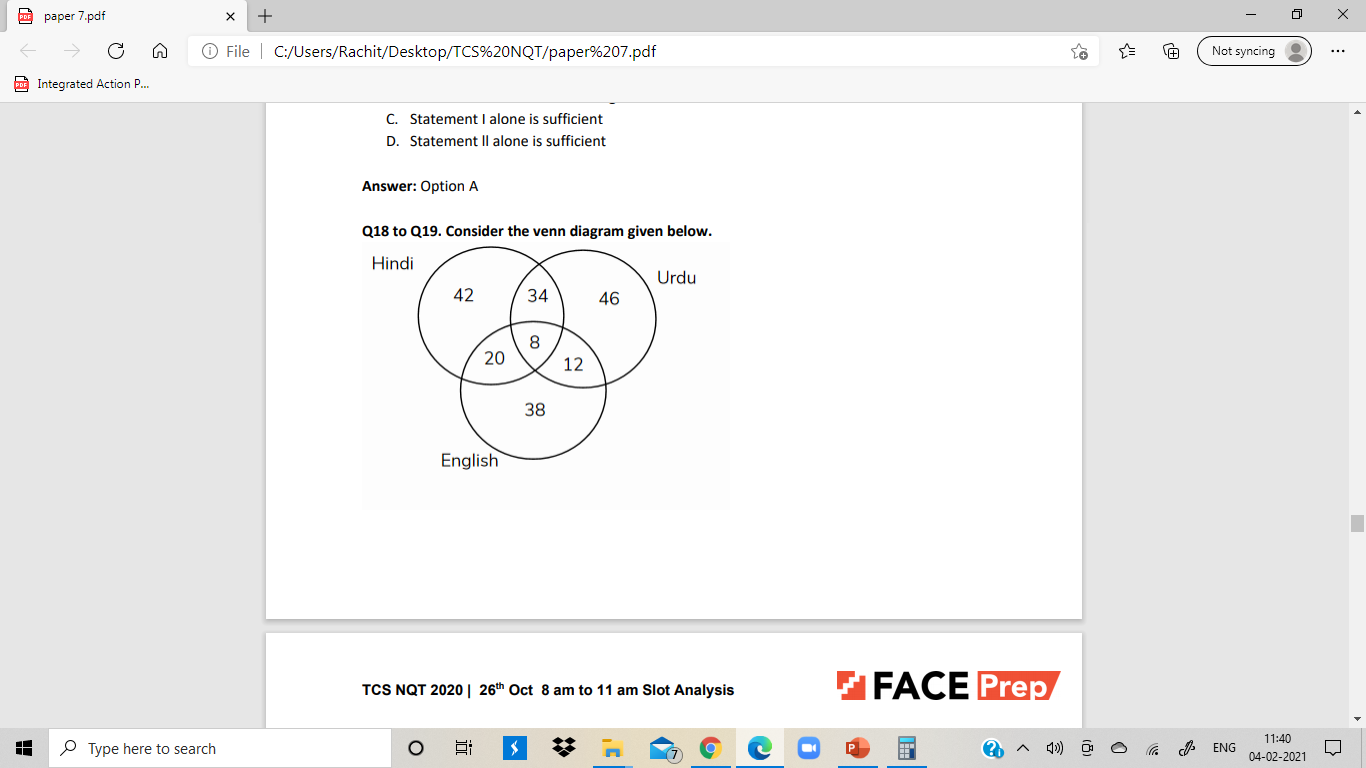 paper 7.pdf
File C:/Users/Rachit/Desktop/TCS%20NQT/paper%207.pdf
Not syncing
Integrated Action P...
C. Statement I alone is sufficient
D. Statement ll alone is sufficient
Answer: Option A
Q18 to Q19. Consider the venn diagram given below.
Hindi
Urdu
42 34 46
8
20 12
38
English
TCS NQT 2020 | 26th Oct 8 am to 11 am Slot Analysis
FACE Prep
Type here to search
7
ENG
11:40
04-02-2021